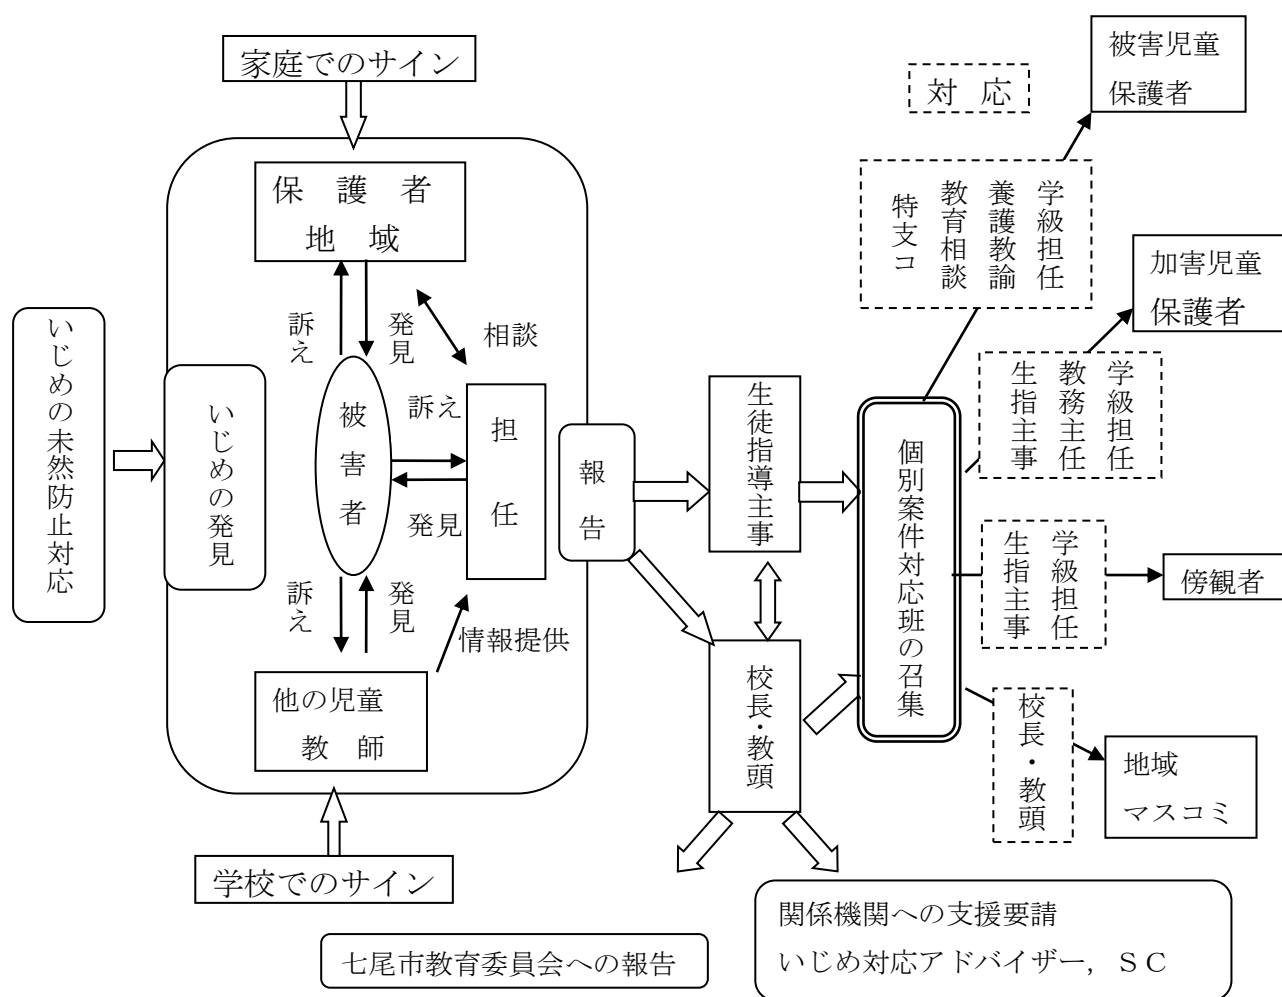 家庭でのサイン
保護者
地域
訴え
発見
相談
いじめの未然防止対応
いじめの発見
被害者
訴え
発見
担任
訴え
発見
情報提供
他の児童
教師
学校でのサイン
報告
生徒指導主事
校長・教頭
七尾市教育委員会への報告
関係機関への支援要請
いじめ対応アドバイザー，ＳＣ
個別案件対応班の召集
対応
学級担任
養護教諭
教育相談
特支コ
被害児童
保護者
学級担任
教務主任
生指主事
加害児童
保護者
学級担任
生指主事
傍観者
校長・教頭
地域
マスコミ